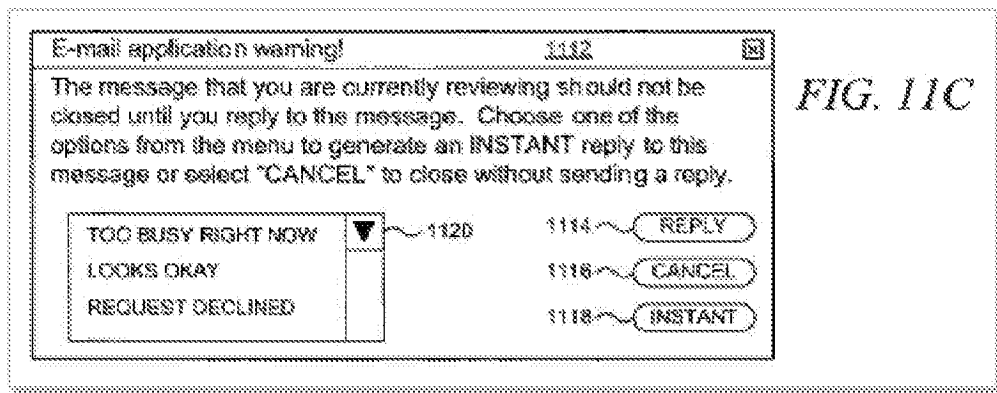 E-mail application warning! 1112
FIG. 11C
The message that you are currently reviewing should not be
closed until you reply to the message. Choose one of the
options from the menu to generate an INSTANT reply to this
message or select "CANCEL" to close without sending a reply.
TOO BUSY RIGHT NOW 1120 1114 REPLY
LOOKS OKAY 1116 CANCEL
REQUEST DECLINED 1118 INSTANT